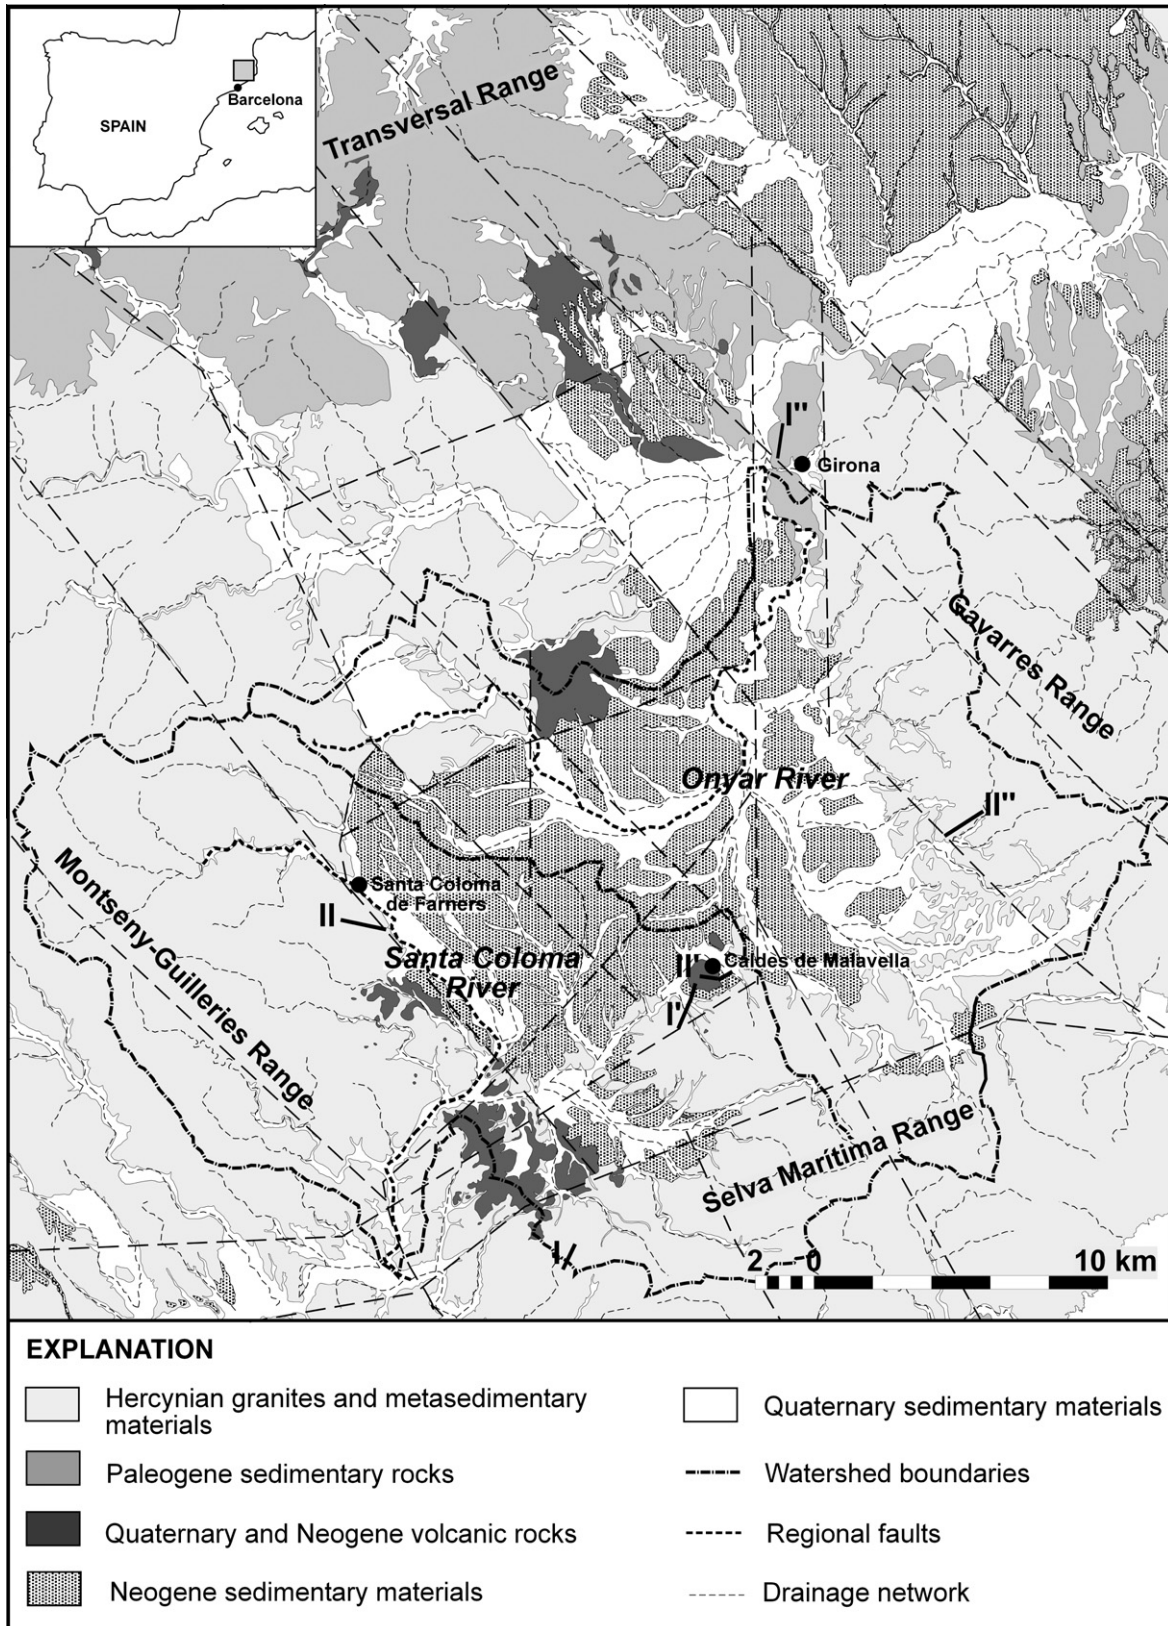 Barcelona
SPAIN
Transversal Range
I"
Girona
Gavarres Range
Onyar River
II"
Montseny-Guilleries Range
Santa Coloma
de Farners
II
Santa Coloma
River
Caldes de Malavella
II'
I'
Selva Marítima Range
I
2 0 10 km
EXPLANATION
Hercynian granites and metasedimentary
materials
Paleogene sedimentary rocks
Quaternary and Neogene volcanic rocks
Neogene sedimentary materials
Quaternary sedimentary materials
Watershed boundaries
Regional faults
Drainage network